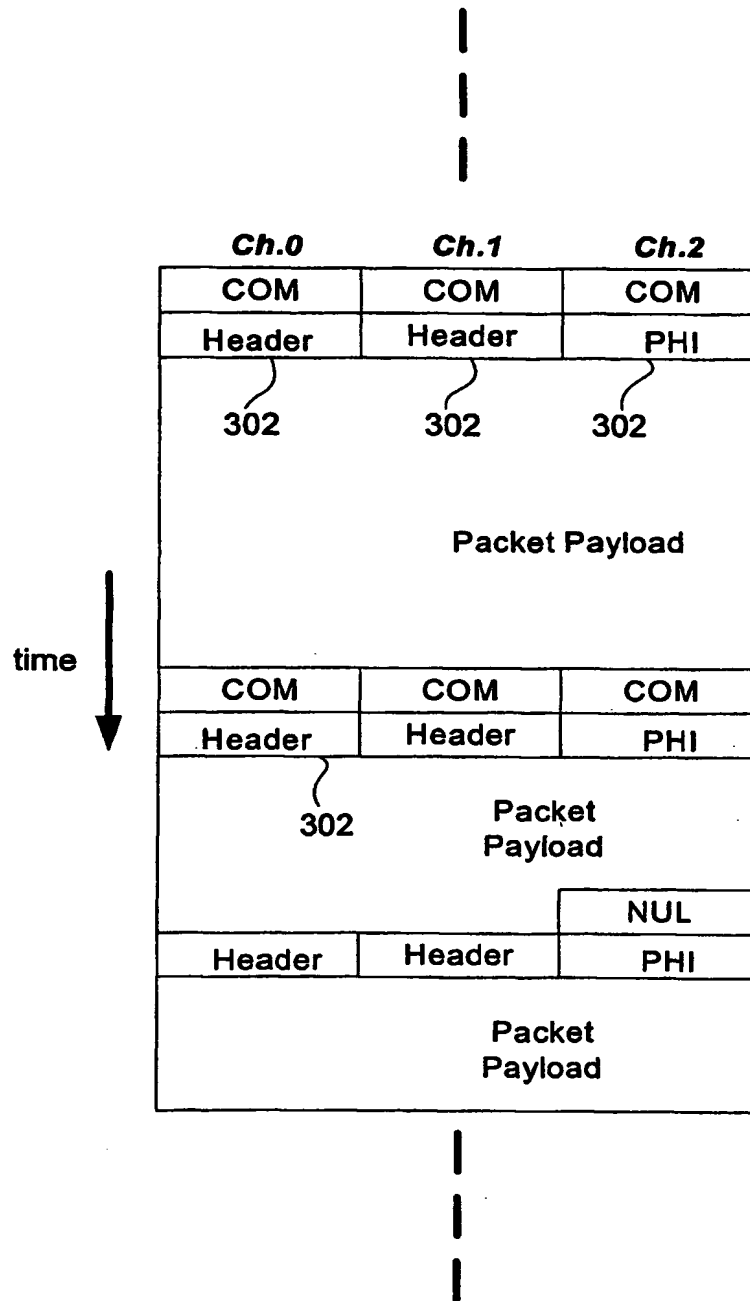 Ch.0 Ch.1 Ch.2
COM COM COM
Header Header PHI
302 302 302
Packet Payload
time
COM COM COM
Header Header PHI
302
Packet
Payload
NUL
Header Header PHI
Packet
Payload